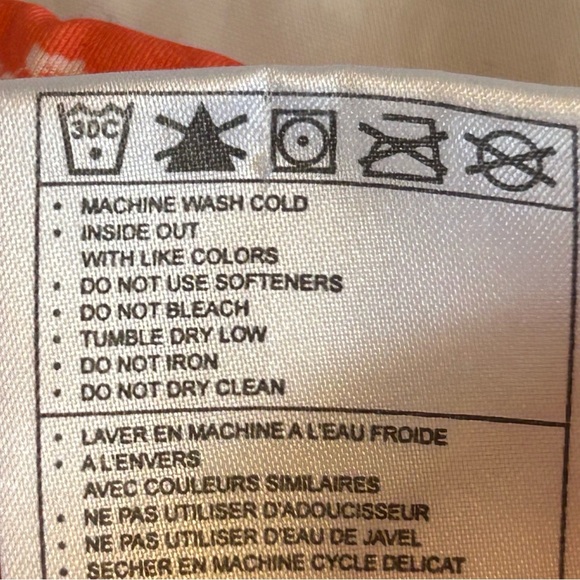 30C
• MACHINE WASH COLD
• INSIDE OUT
WITH LIKE COLORS
• DO NOT USE SOFTENERS
• DO NOT BLEACH
• TUMBLE DRY LOW
• DO NOT IRON
• DO NOT DRY CLEAN
• LAVER EN MACHINE A L'EAU FROIDE
• A L'ENVERS
AVEC COULEURS SIMILAIRES
• NE PAS UTILISER D'ADOUCISSEUR
• NE PAS UTILISER D'EAU DE JAVEL
• SECHER EN MACHINE CYCLE DELICAT